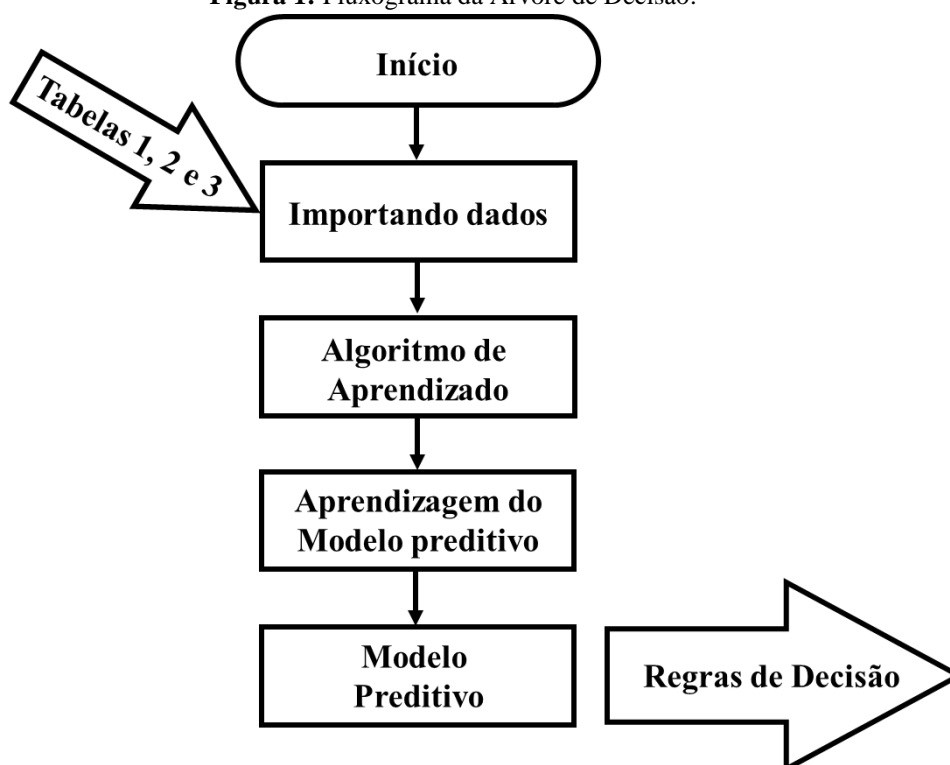 Figura 1. Fluxograma da Árvore de Decisão.
Início
Tabelas 1, 2 e 3
Importando dados
Algoritmo de
Aprendizado
Aprendizagem do
Modelo preditivo
Modelo
Preditivo
Regras de Decisão